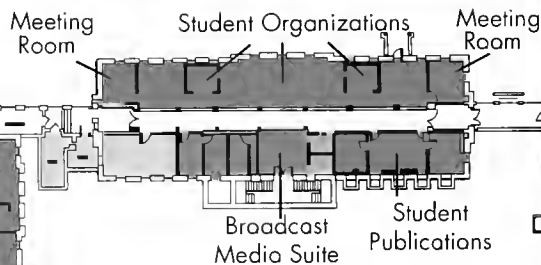 Meeting
Room
Student Organizations
Meeting
Room
Broadcast
Media Suite
Student
Publications